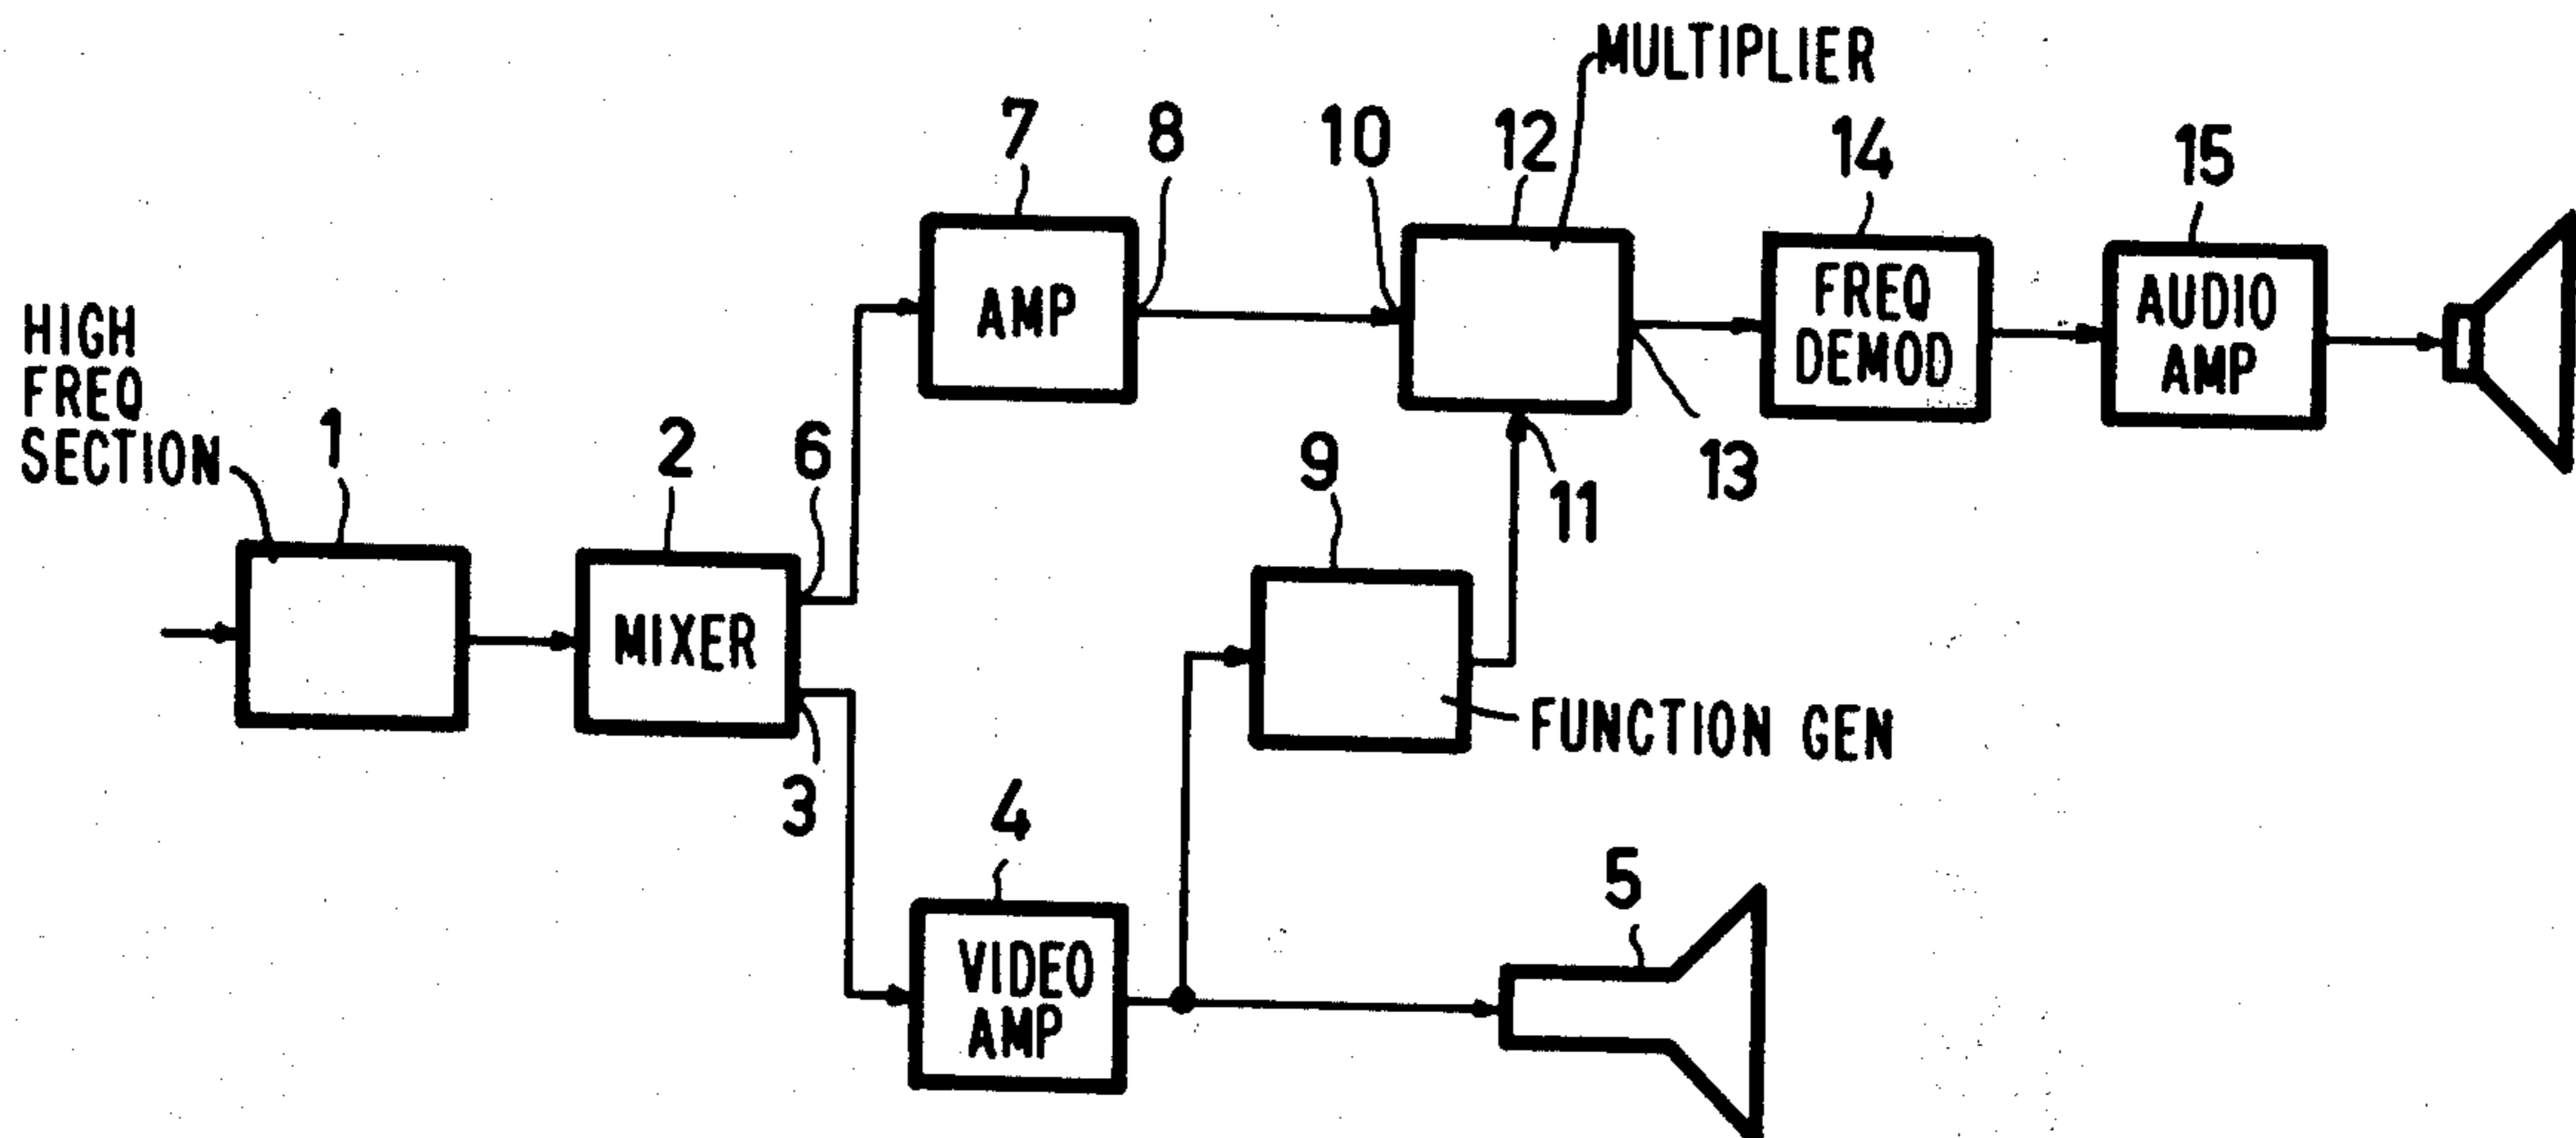 MULTIPLIER
7
8
10
12
14
15
AMP
FREQ
DEMOD
AUDIO
AMP
HIGH
FREQ
SECTION
1
2
6
9
11
13
MIXER
FUNCTION GEN
3
4
5
VIDEO
AMP